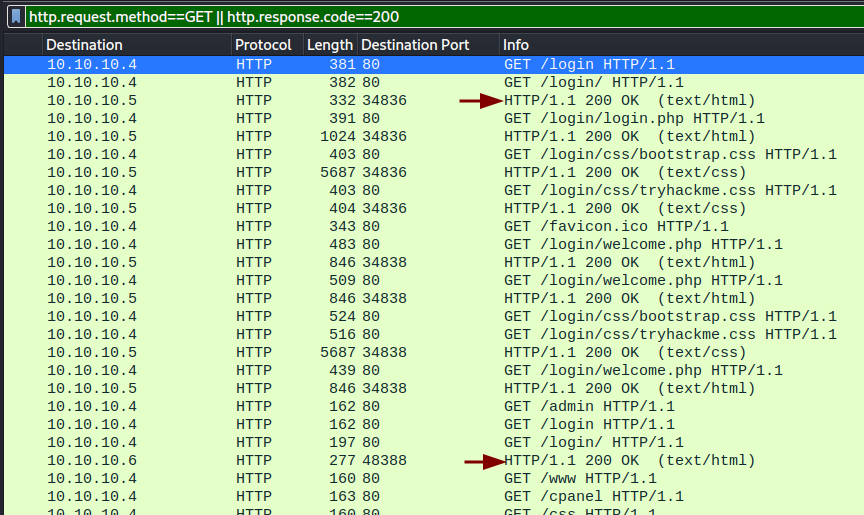 http.request.method==GET || http.response.code==200
Destination Protocol Length Destination Port Info
10.10.10.4 HTTP 381 80 GET /login HTTP/1.1
10.10.10.4 HTTP 382 80 GET /login/ HTTP/1.1
10.10.10.5 HTTP 332 34836 HTTP/1.1 200 OK (text/html)
10.10.10.4 HTTP 391 80 GET /login/login.php HTTP/1.1
10.10.10.5 HTTP 1024 34836 HTTP/1.1 200 OK (text/html)
10.10.10.4 HTTP 403 80 GET /login/css/bootstrap.css HTTP/1.1
10.10.10.5 HTTP 5687 34836 HTTP/1.1 200 OK (text/css)
10.10.10.4 HTTP 403 80 GET /login/css/tryhackme.css HTTP/1.1
10.10.10.5 HTTP 404 34836 HTTP/1.1 200 OK (text/css)
10.10.10.4 HTTP 343 80 GET /favicon.ico HTTP/1.1
10.10.10.4 HTTP 483 80 GET /login/welcome.php HTTP/1.1
10.10.10.5 HTTP 846 34838 HTTP/1.1 200 OK (text/html)
10.10.10.4 HTTP 509 80 GET /login/welcome.php HTTP/1.1
10.10.10.5 HTTP 846 34838 HTTP/1.1 200 OK (text/html)
10.10.10.4 HTTP 524 80 GET /login/css/bootstrap.css HTTP/1.1
10.10.10.4 HTTP 516 80 GET /login/css/tryhackme.css HTTP/1.1
10.10.10.5 HTTP 5687 34838 HTTP/1.1 200 OK (text/css)
10.10.10.4 HTTP 439 80 GET /login/welcome.php HTTP/1.1
10.10.10.5 HTTP 846 34838 HTTP/1.1 200 OK (text/html)
10.10.10.4 HTTP 162 80 GET /admin HTTP/1.1
10.10.10.4 HTTP 162 80 GET /login HTTP/1.1
10.10.10.4 HTTP 197 80 GET /login/ HTTP/1.1
10.10.10.6 HTTP 277 48388 HTTP/1.1 200 OK (text/html)
10.10.10.4 HTTP 160 80 GET /www HTTP/1.1
10.10.10.4 HTTP 163 80 GET /cpanel HTTP/1.1
10.10.10.4 HTTP 160 80 GET /css HTTP/1.1